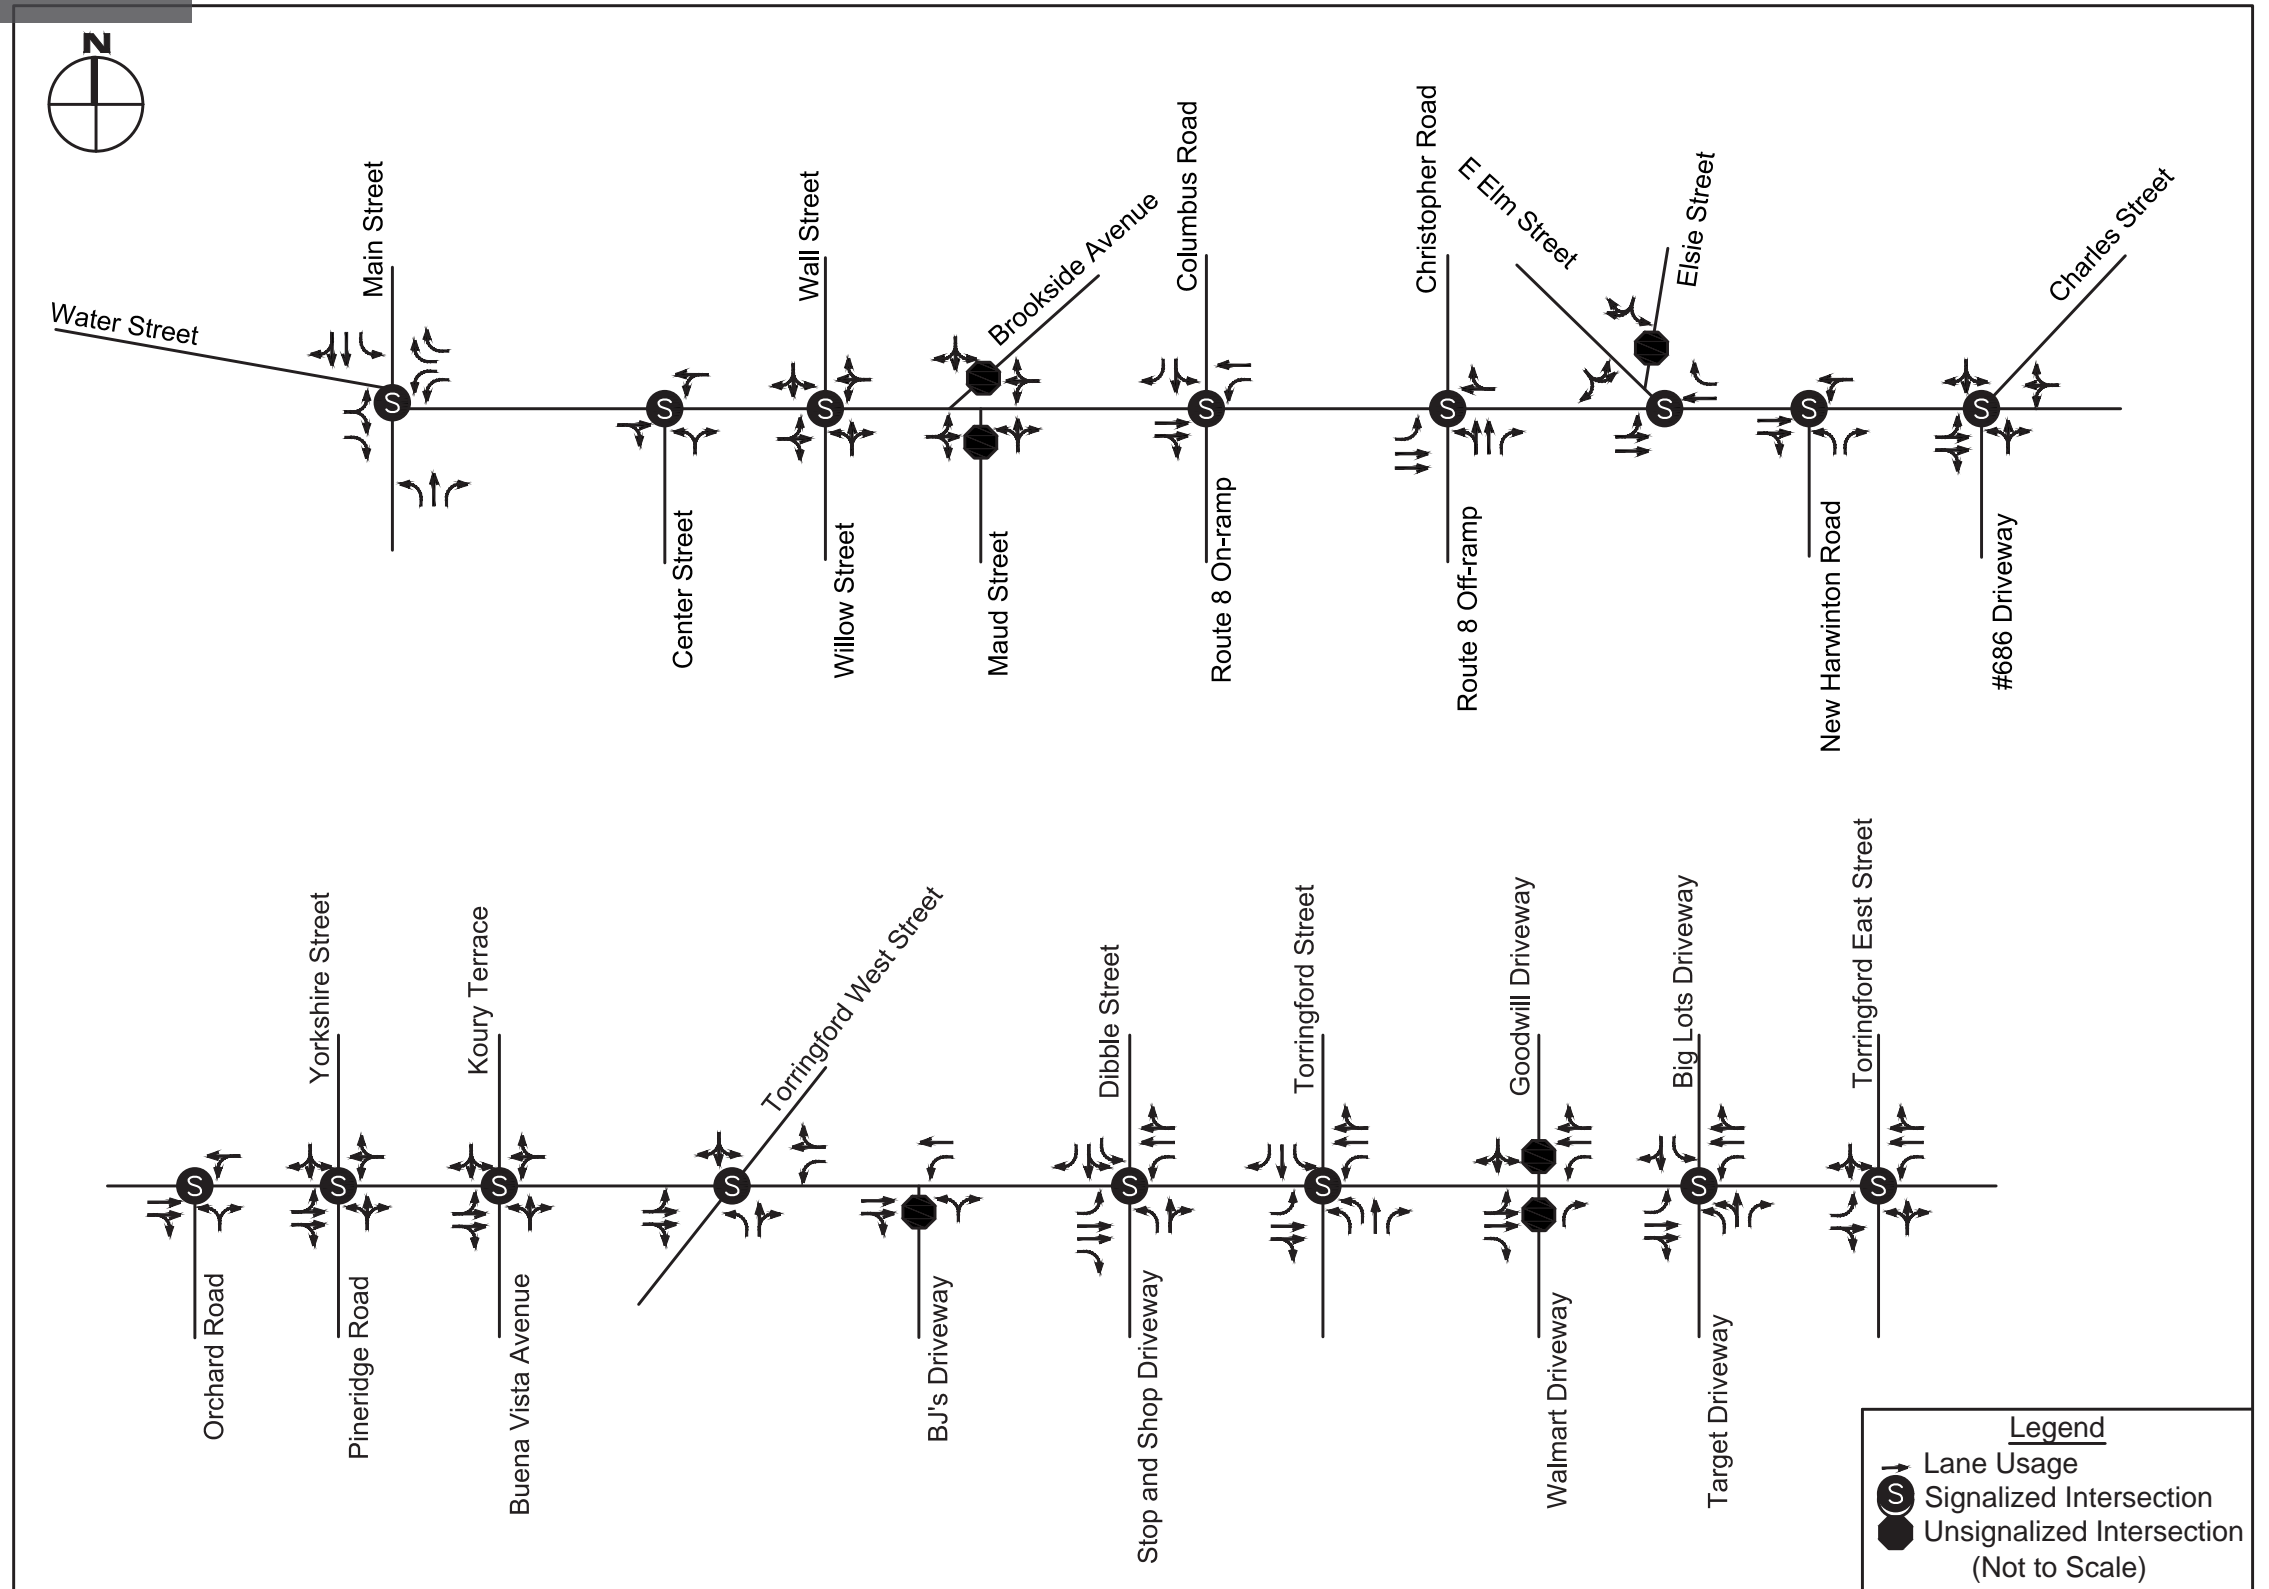 N
Water Street
Main Street
Center Street
Wall Street
Willow Street
Brookside Avenue
Maud Street
Columbus Road
Route 8 On-ramp
Christopher Road
Route 8 Off-ramp
E Elm Street
Elsie Street
New Harwinton Road
Charles Street
#686 Driveway
S
S
S
S
S
S
S
S
Orchard Road
Yorkshire Street
Pineridge Road
Koury Terrace
Buena Vista Avenue
Torringford West Street
BJ's Driveway
Dibble Street
Stop and Shop Driveway
Torringford Street
Goodwill Driveway
Walmart Driveway
Big Lots Driveway
Target Driveway
Torringford East Street
S
S
S
S
S
S
S
S
Legend
Lane Usage
S Signalized Intersection
Unsignalized Intersection
(Not to Scale)